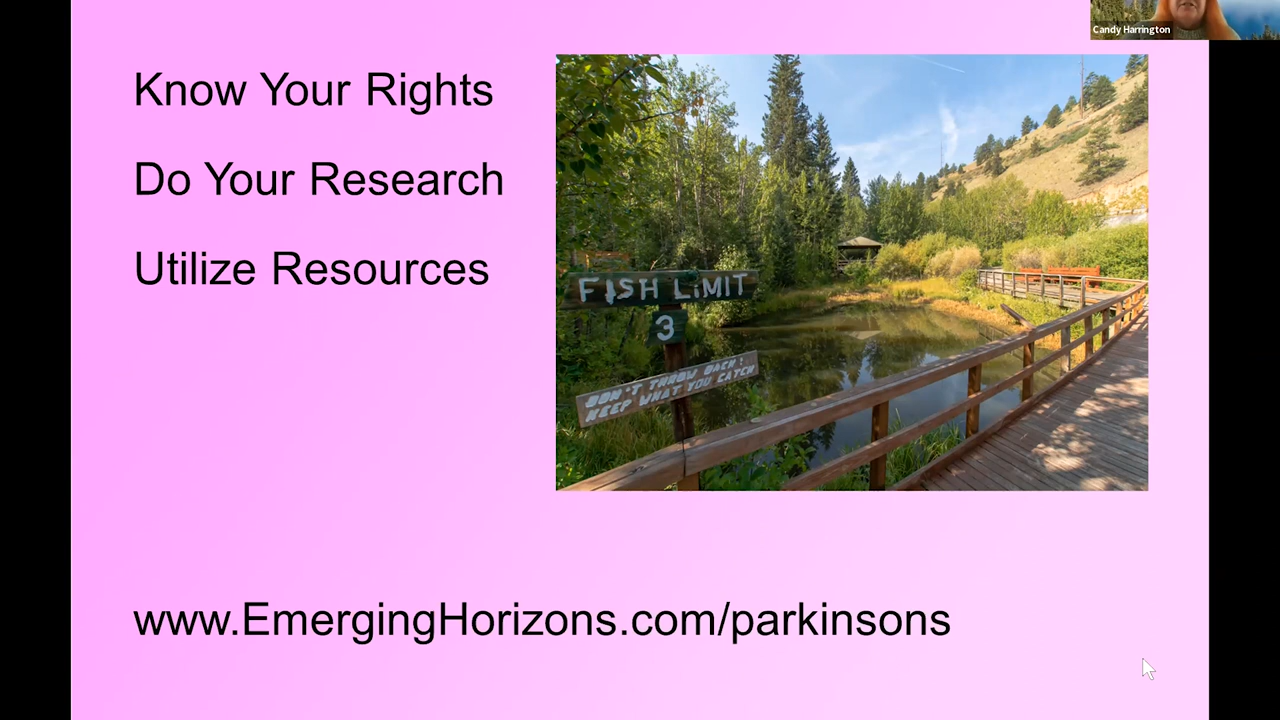 Candy Harrington
Know Your Rights
Do Your Research
Utilize Resources
FISH LIMIT
3
DON'T THROW BACK!
KEEP WHAT YOU CATCH
www.EmergingHorizons.com/parkinsons